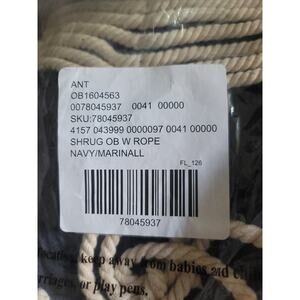 ANT
OB1604563
0078045937 0041 00000
SKU:78045937
4157 043999 0000097 0041 00000
SHRUG OB W ROPE
NAVY/MARINALL
FL_126
78045937
keep away from babies and
or play pens.